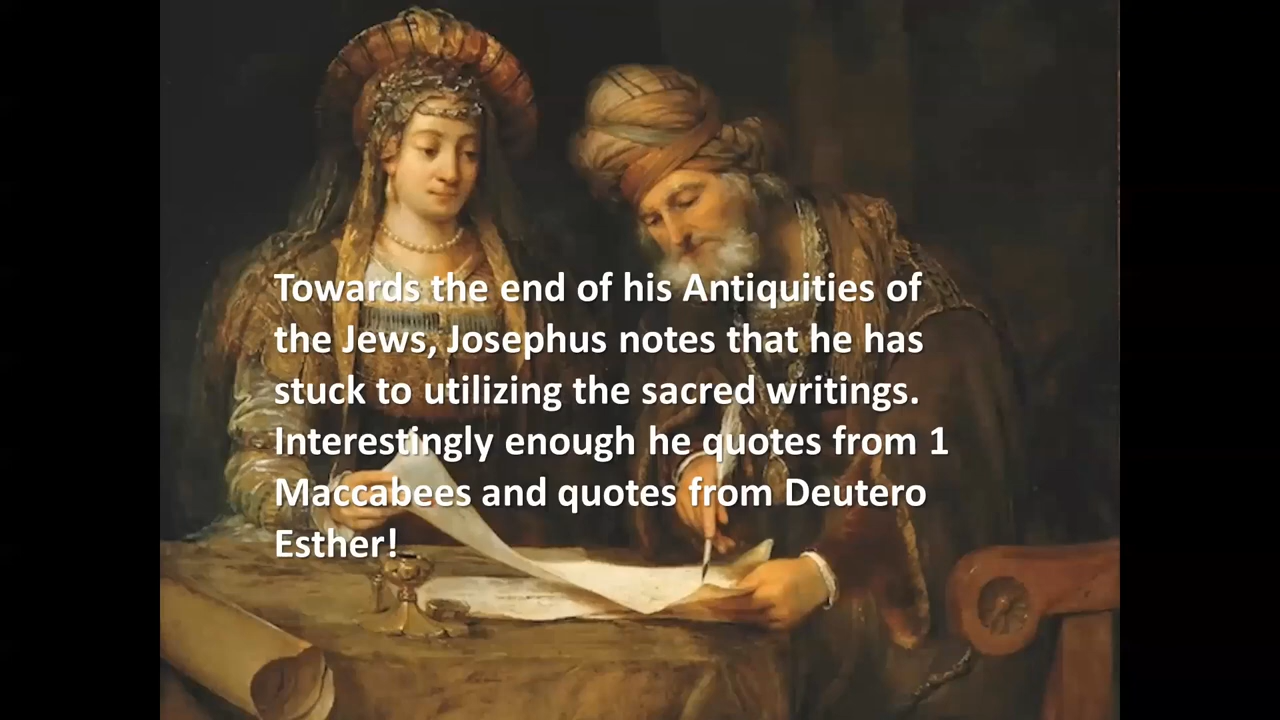 Towards the end of his Antiquities of
the Jews, Josephus notes that he has
stuck to utilizing the sacred writings.
Interestingly enough he quotes from 1
Maccabees and quotes from Deutero
Esther!